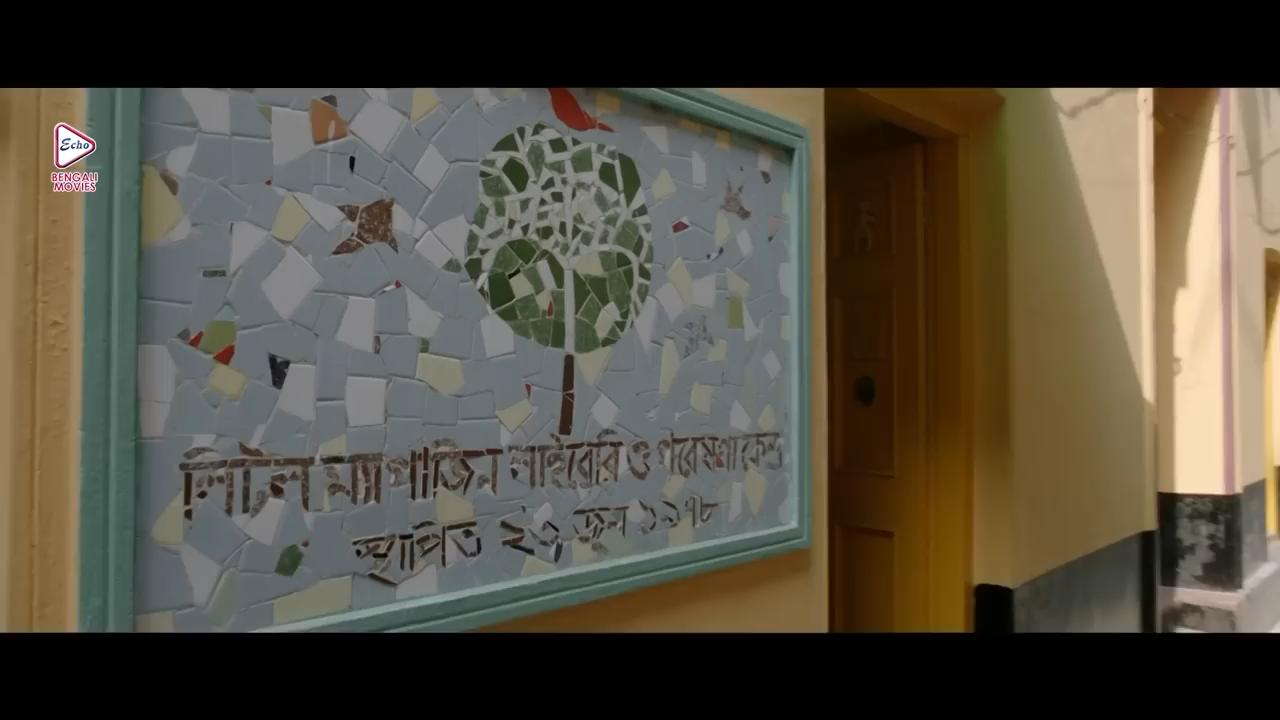 Echo
BENGALI
MOVIES
লিটল ম্যাগাজিন লাইবেরি ও গবেষণা কেন্দ্র
স্থাপিত ২৩ জুন ১৯৭৮